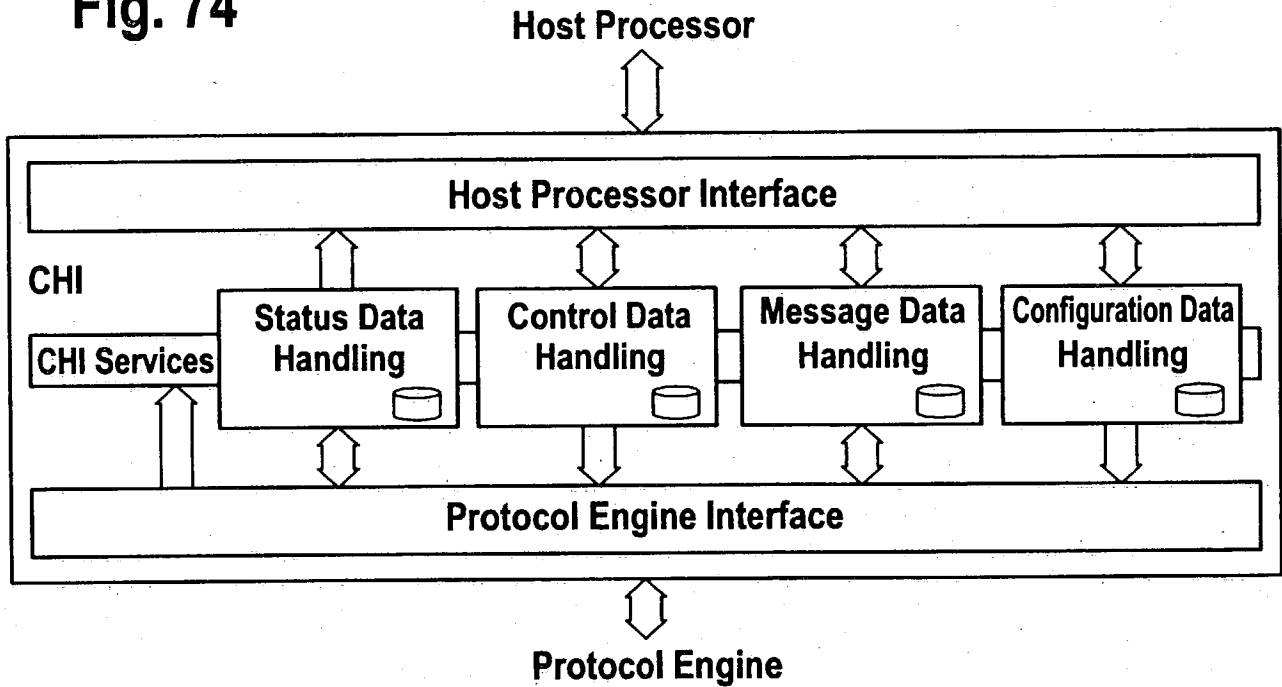 Fig. 74
Host Processor
Host Processor Interface
CHI
CHI Services
Status Data
Handling
Control Data
Handling
Message Data
Handling
Configuration Data
Handling
Protocol Engine Interface
Protocol Engine